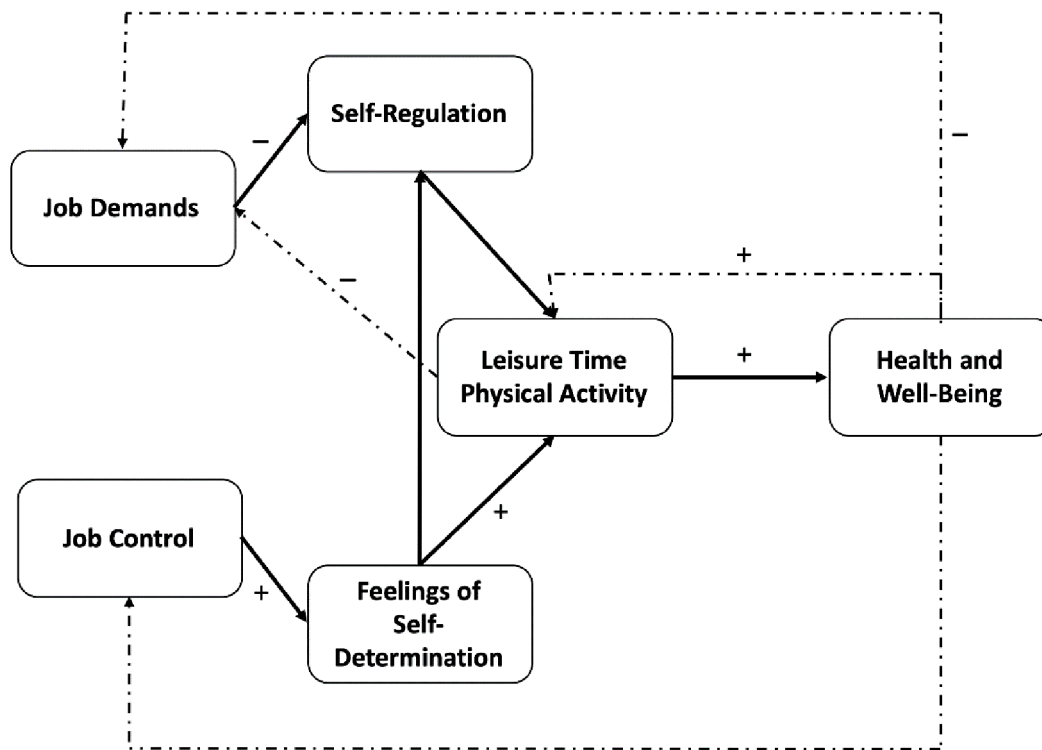 Self-Regulation
–
–
Job Demands
–
+
Leisure Time
Physical Activity
+
Health and
Well-Being
Job Control
+
+
Feelings of
Self-
Determination